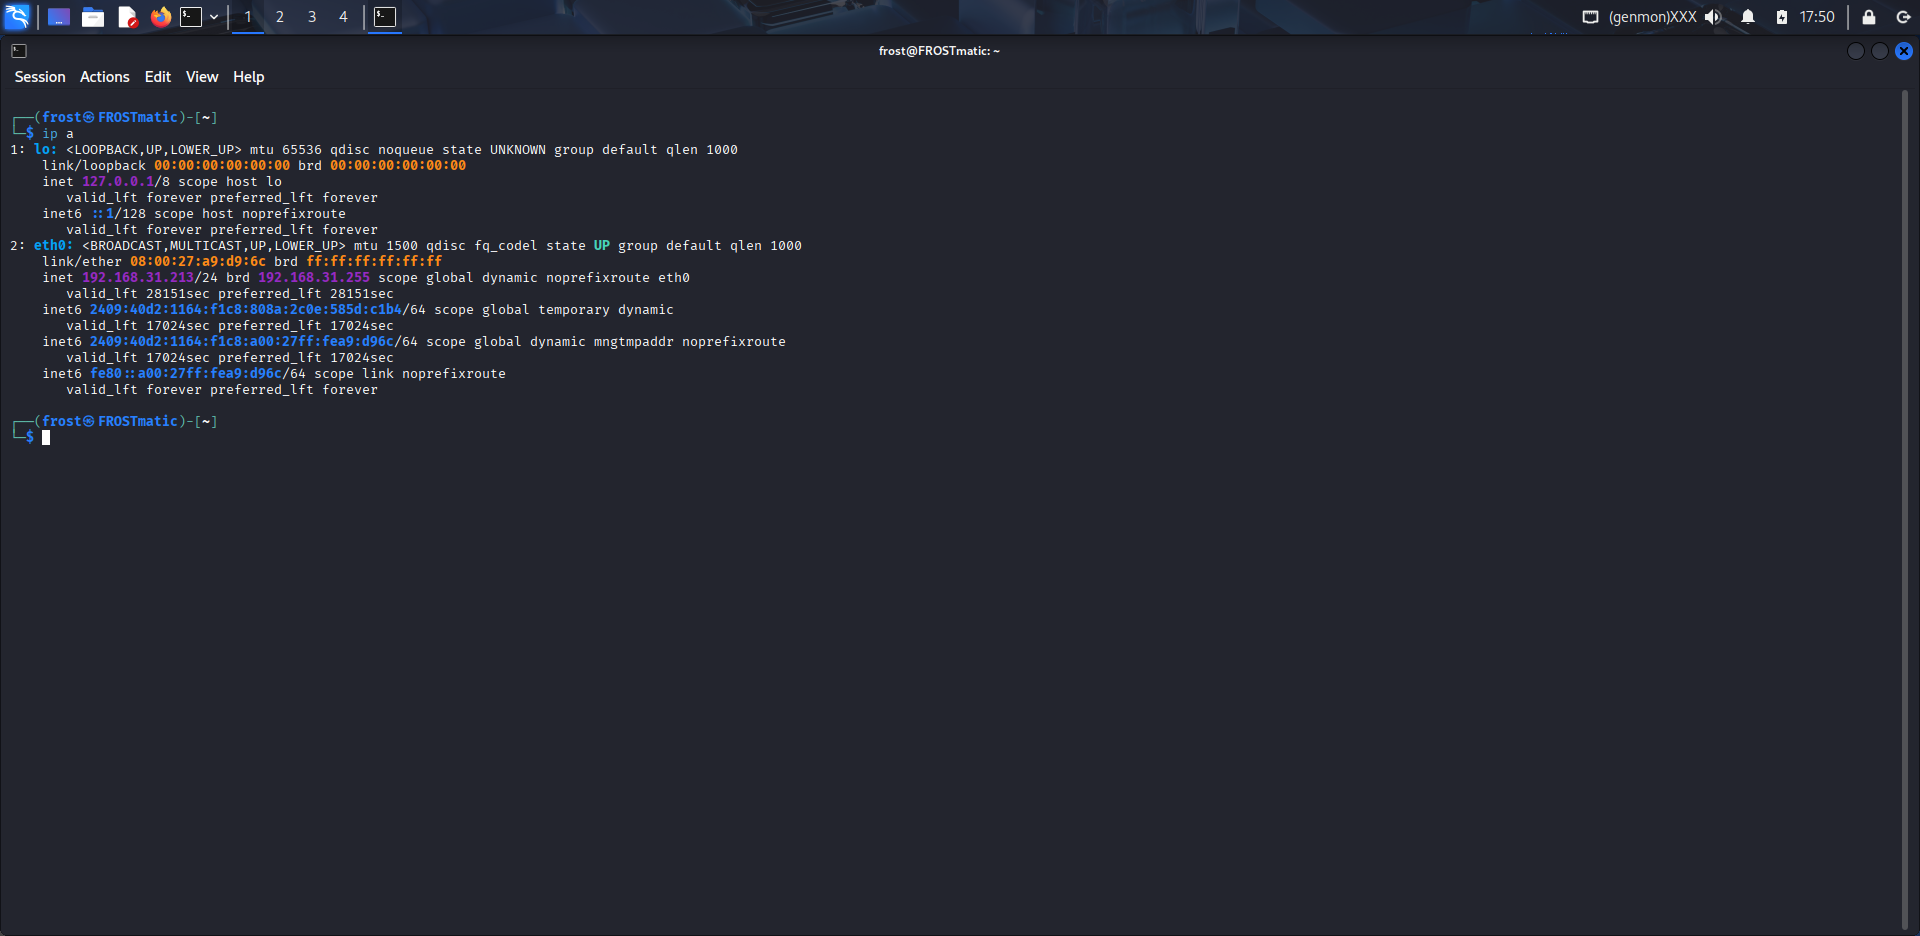 1 2 3 4 (genmon)XXX 17:50
frost@FROSTmatic: ~
Session Actions Edit View Help
┌──(frost㉿FROSTmatic)-[~]
└─$ ip a
1: lo: <LOOPBACK,UP,LOWER_UP> mtu 65536 qdisc noqueue state UNKNOWN group default qlen 1000
    link/loopback 00:00:00:00:00:00 brd 00:00:00:00:00:00
    inet 127.0.0.1/8 scope host lo
       valid_lft forever preferred_lft forever
    inet6 ::1/128 scope host noprefixroute
       valid_lft forever preferred_lft forever
2: eth0: <BROADCAST,MULTICAST,UP,LOWER_UP> mtu 1500 qdisc fq_codel state UP group default qlen 1000
    link/ether 08:00:27:a9:d9:6c brd ff:ff:ff:ff:ff:ff
    inet 192.168.31.213/24 brd 192.168.31.255 scope global dynamic noprefixroute eth0
       valid_lft 28151sec preferred_lft 28151sec
    inet6 2409:40d2:1164:f1c8:808a:2c0e:585d:c1b4/64 scope global temporary dynamic
       valid_lft 17024sec preferred_lft 17024sec
    inet6 2409:40d2:1164:f1c8:a00:27ff:fea9:d96c/64 scope global dynamic mngtmpaddr noprefixroute
       valid_lft 17024sec preferred_lft 17024sec
    inet6 fe80::a00:27ff:fea9:d96c/64 scope link noprefixroute
       valid_lft forever preferred_lft forever
┌──(frost㉿FROSTmatic)-[~]
└─$